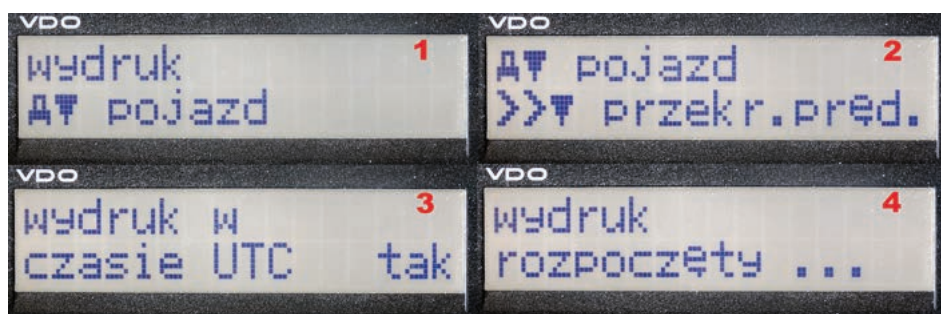 VDO
wydruk 1
pojazd
VDO
pojazd 2
>>▼ przekr.pręd.
VDO
wydruk w 3
czasie UTC tak
VDO
wydruk 4
rozpoczęty ...